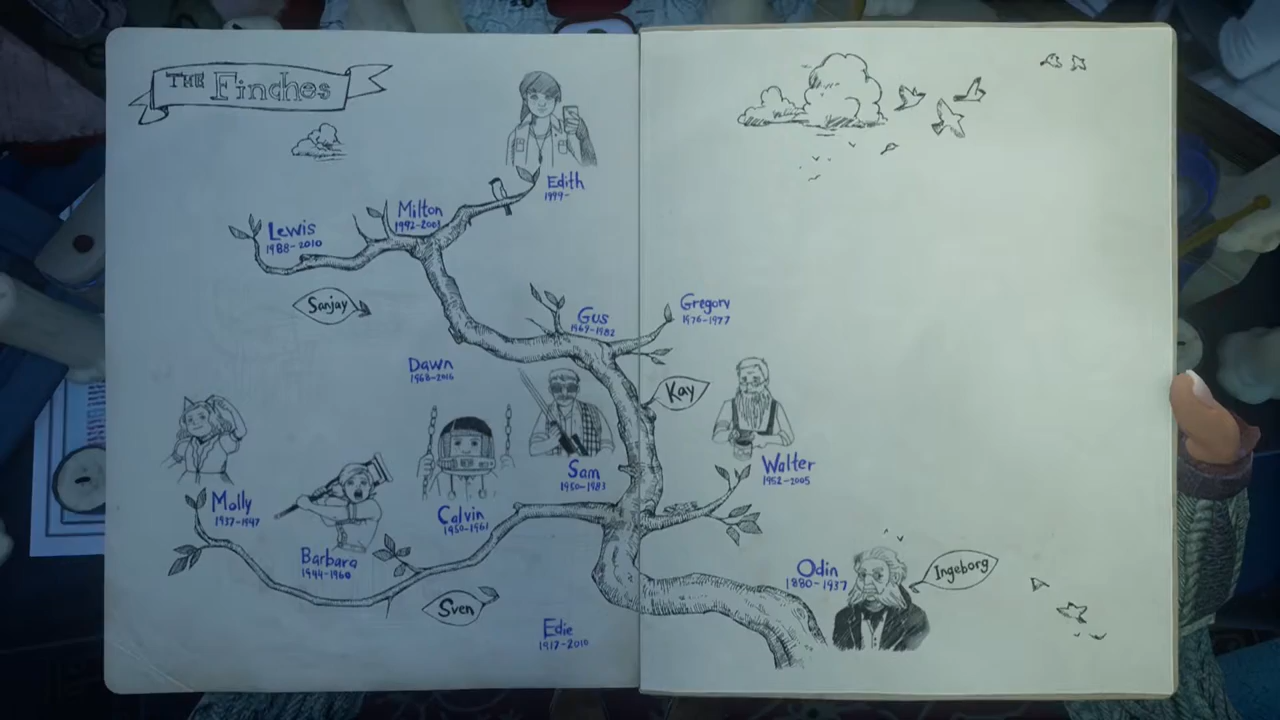 THE Finches
Edith
1999-
Milton
1992-2001
Lewis
1988-2010
Sanjay
Gus
1969-1982
Gregory
1976-1977
Dawn
1968-2016
Kay
Sam
1950-1983
Walter
1952-2005
Molly
1937-1947
Calvin
1950-1961
Barbara
1944-1960
Sven
Odin
1880-1937
Ingeborg
Edie
1917-2010